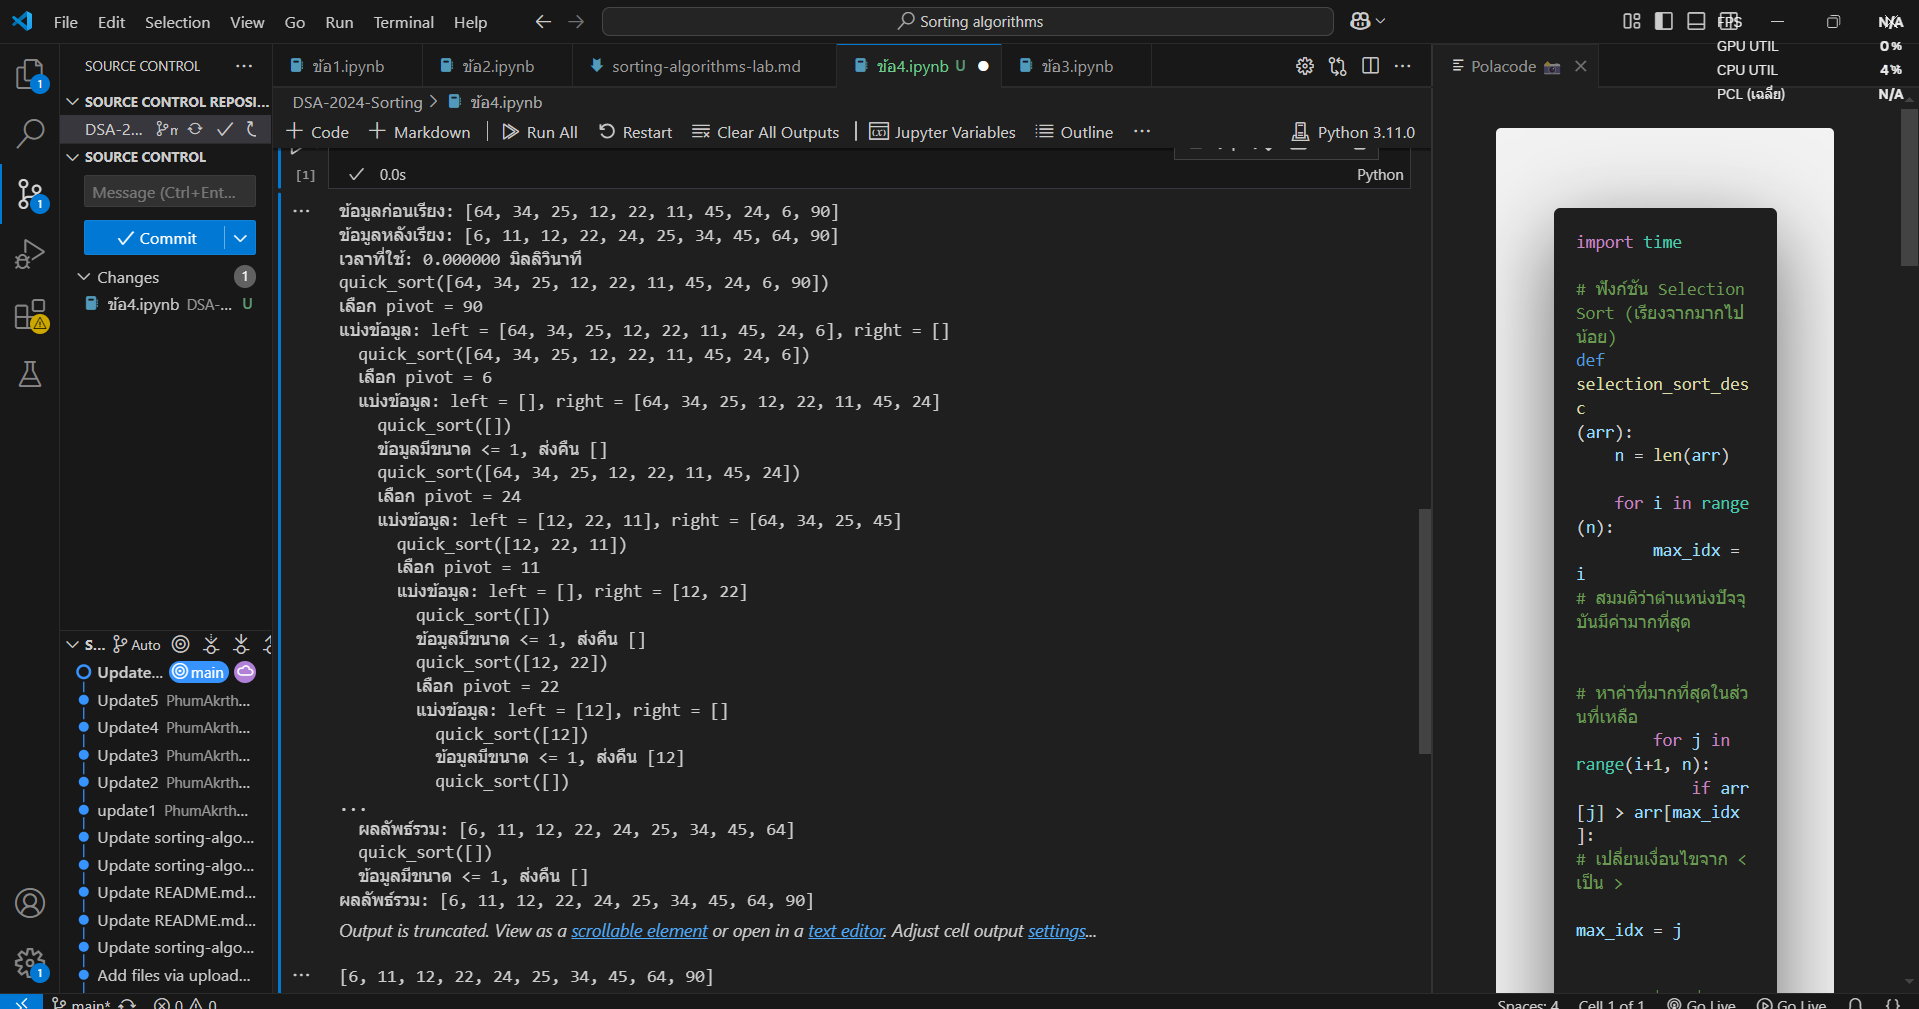 File Edit Selection View Go Run Terminal Help
Sorting algorithms
FPS N/A
GPU UTIL 0%
CPU UTIL 4%
PCL (เฉลี่ย) N/A
SOURCE CONTROL
SOURCE CONTROL REPOSI...
DSA-2...
SOURCE CONTROL
Message (Ctrl+Ent...
Commit
Changes 1
ข้อ4.ipynb DSA-... U
S... Auto
Update... main
Update5 PhumAkrth...
Update4 PhumAkrth...
Update3 PhumAkrth...
Update2 PhumAkrth...
update1 PhumAkrth...
Update sorting-algo...
Update sorting-algo...
Update README.md...
Update README.md...
Update sorting-algo...
Add files via upload...
ข้อ1.ipynb ข้อ2.ipynb sorting-algorithms-lab.md ข้อ4.ipynb U ข้อ3.ipynb
DSA-2024-Sorting > ข้อ4.ipynb
+ Code + Markdown Run All Restart Clear All Outputs Jupyter Variables Outline ... Python 3.11.0
[1] 0.0s Python
ข้อมูลก่อนเรียง: [64, 34, 25, 12, 22, 11, 45, 24, 6, 90]
ข้อมูลหลังเรียง: [6, 11, 12, 22, 24, 25, 34, 45, 64, 90]
เวลาที่ใช้: 0.000000 มิลลิวินาที
quick_sort([64, 34, 25, 12, 22, 11, 45, 24, 6, 90])
เลือก pivot = 90
แบ่งข้อมูล: left = [64, 34, 25, 12, 22, 11, 45, 24, 6], right = []
quick_sort([64, 34, 25, 12, 22, 11, 45, 24, 6])
เลือก pivot = 6
แบ่งข้อมูล: left = [], right = [64, 34, 25, 12, 22, 11, 45, 24]
quick_sort([])
ข้อมูลมีขนาด <= 1, ส่งคืน []
quick_sort([64, 34, 25, 12, 22, 11, 45, 24])
เลือก pivot = 24
แบ่งข้อมูล: left = [12, 22, 11], right = [64, 34, 25, 45]
quick_sort([12, 22, 11])
เลือก pivot = 11
แบ่งข้อมูล: left = [], right = [12, 22]
quick_sort([])
ข้อมูลมีขนาด <= 1, ส่งคืน []
quick_sort([12, 22])
เลือก pivot = 22
แบ่งข้อมูล: left = [12], right = []
quick_sort([12])
ข้อมูลมีขนาด <= 1, ส่งคืน [12]
quick_sort([])
...
ผลลัพธ์รวม: [6, 11, 12, 22, 24, 25, 34, 45, 64]
quick_sort([])
ข้อมูลมีขนาด <= 1, ส่งคืน []
ผลลัพธ์รวม: [6, 11, 12, 22, 24, 25, 34, 45, 64, 90]
Output is truncated. View as a scrollable element or open in a text editor. Adjust cell output settings...
[6, 11, 12, 22, 24, 25, 34, 45, 64, 90]
Polacode
import time
# ฟังก์ชัน Selection
Sort (เรียงจากมากไป
น้อย)
def
selection_sort_des
c
(arr):
n = len(arr)
for i in range
(n):
max_idx =
i
# สมมติว่าตำแหน่งปัจจุ
บันมีค่ามากที่สุด
# หาค่าที่มากที่สุดในส่ว
นที่เหลือ
for j in
range(i+1, n):
if arr
[j] > arr[max_idx
]:
# เปลี่ยนเงื่อนไขจาก <
เป็น >
max_idx = j
main* 0 0 Spaces: 4 Cell 1 of 1 Go Live Go Live